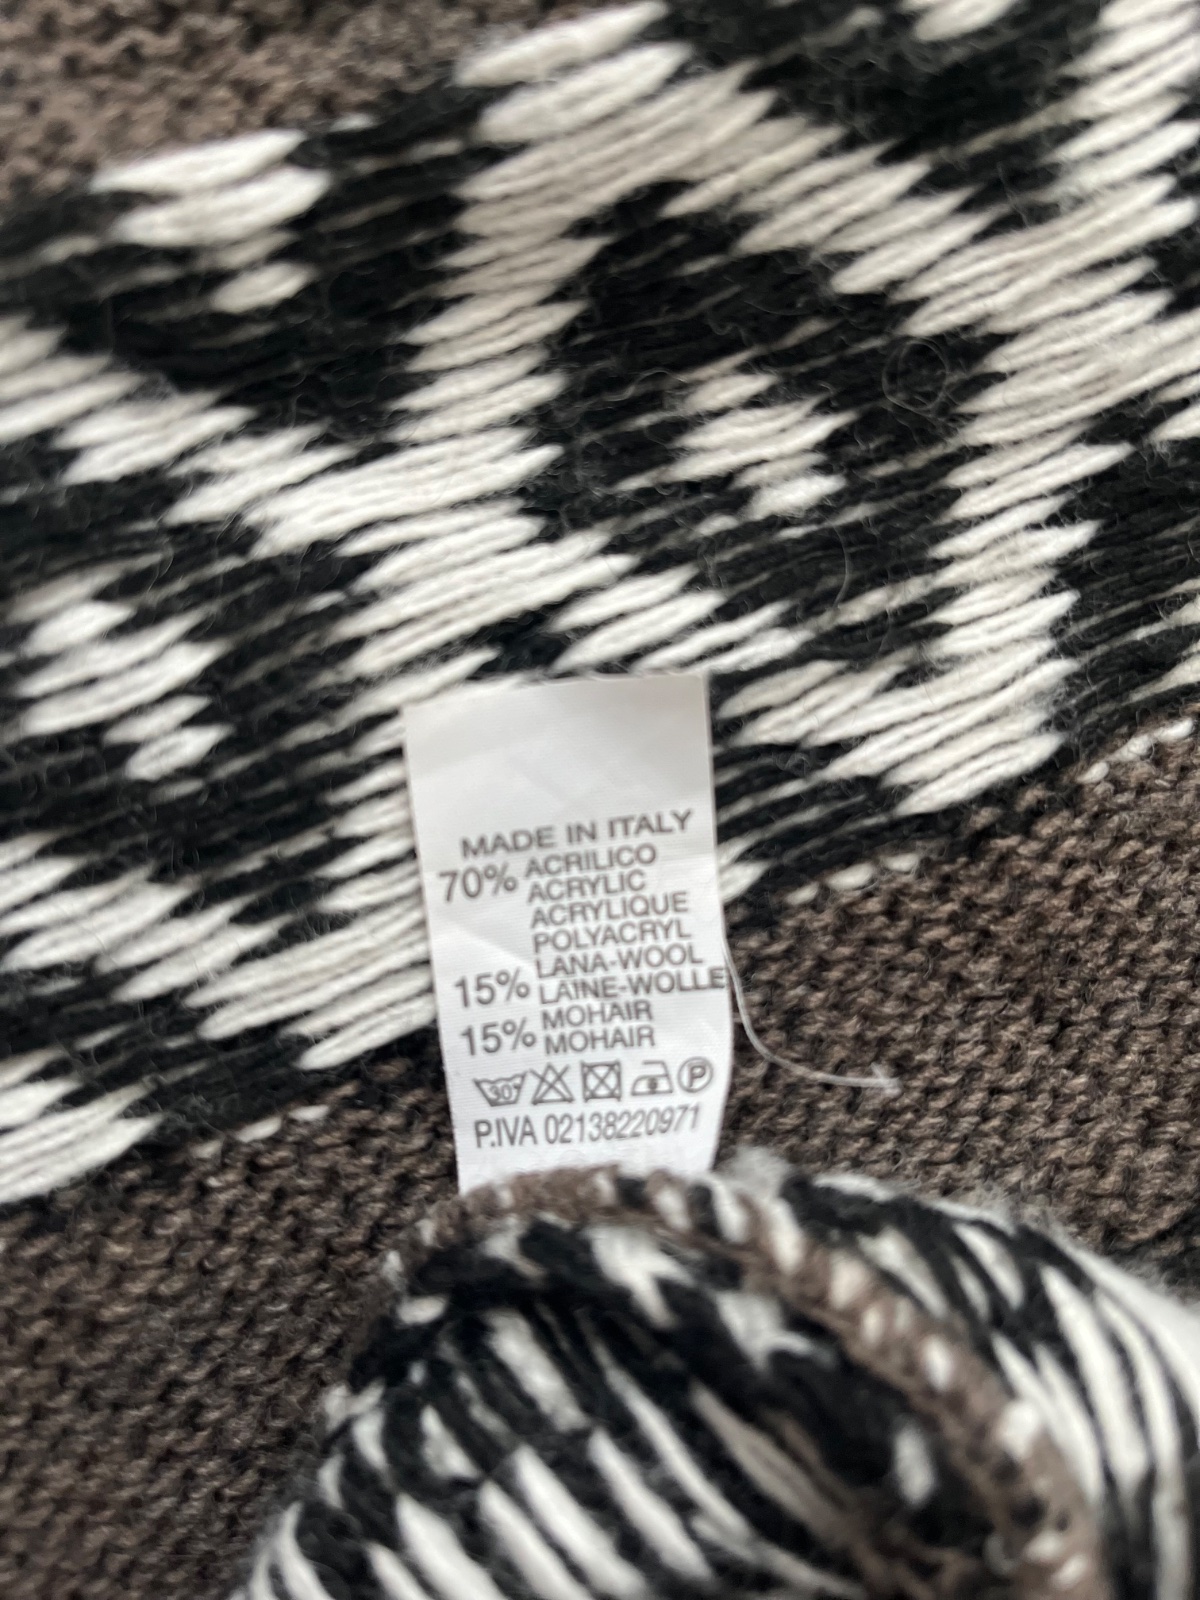 MADE IN ITALY
70% ACRILICO
ACRYLIC
ACRYLIQUE
POLYACRYL
15% LANA-WOOL
LAINE-WOLLE
15% MOHAIR
MOHAIR
30° P
P.IVA 02138220971